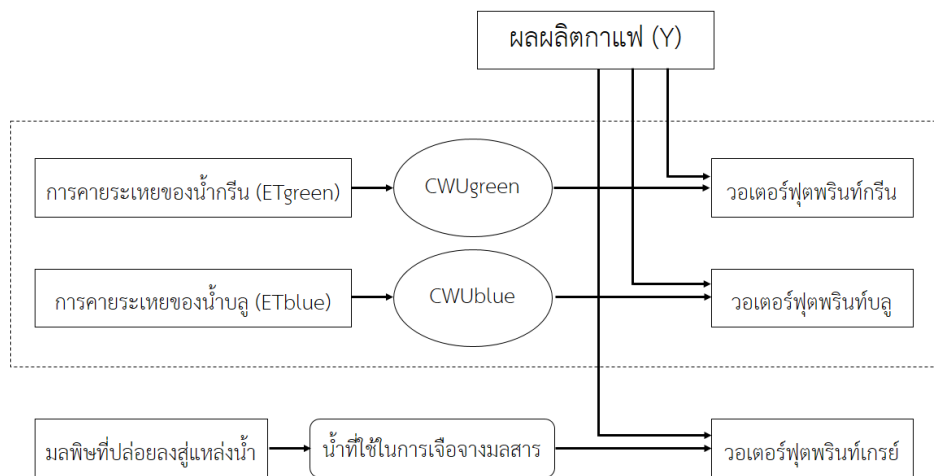 ผลผลิตกาแฟ (Y)
การคายระเหยของน้ำกรีน (ETgreen)
CWUgreen
วอเตอร์ฟุตพริ้นท์กรีน
การคายระเหยของน้ำบลู (ETblue)
CWUblue
วอเตอร์ฟุตพริ้นท์บลู
มลพิษที่ปล่อยลงสู่แหล่งน้ำ
น้ำที่ใช้ในการเจือจางมลสาร
วอเตอร์ฟุตพริ้นท์เกรย์